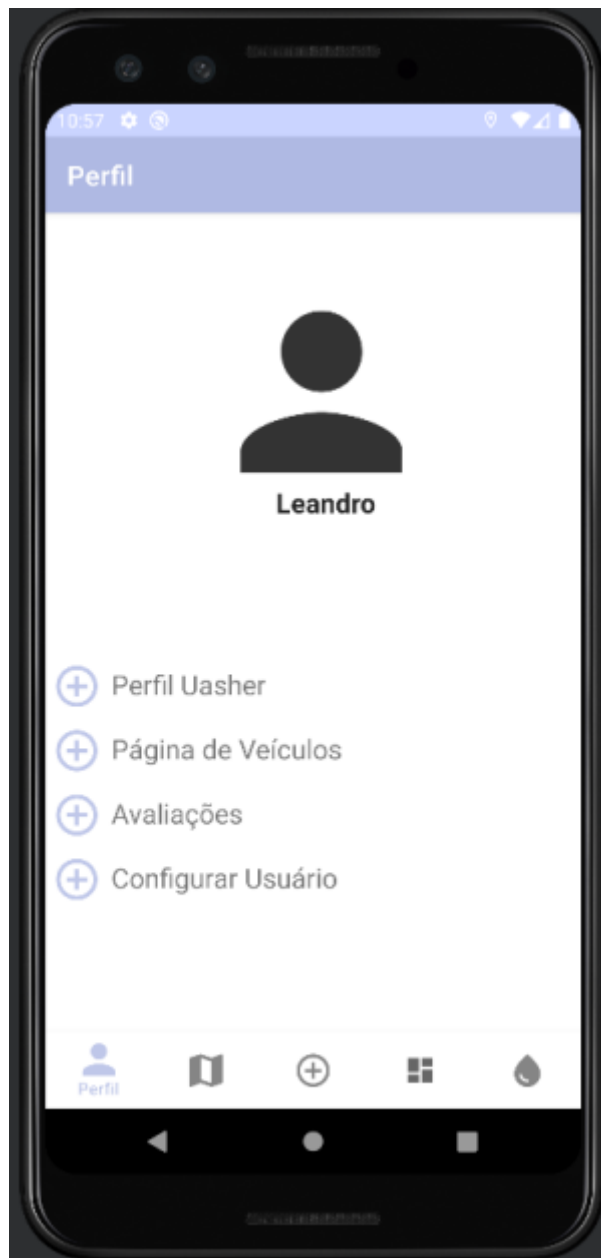 10:57
Perfil
Leandro
Perfil Uasher
Página de Veículos
Avaliações
Configurar Usuário
Perfil